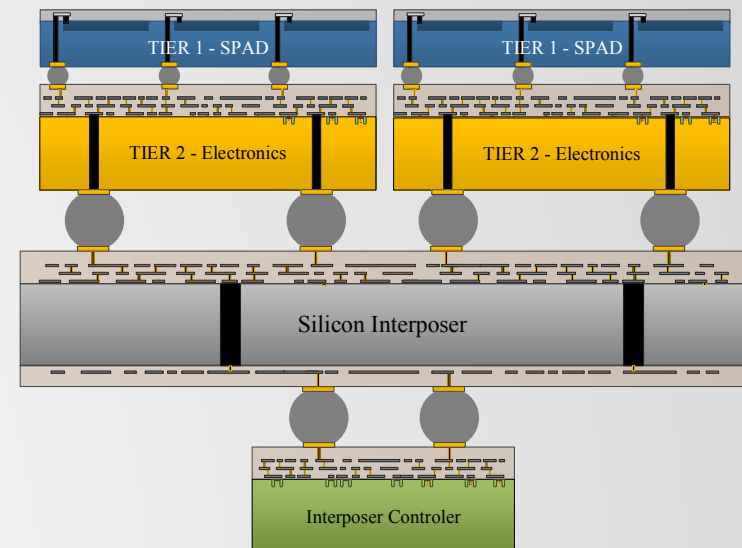 TIER 1 - SPAD
TIER 1 - SPAD
TIER 2 - Electronics
TIER 2 - Electronics
Silicon Interposer
Interposer Controler